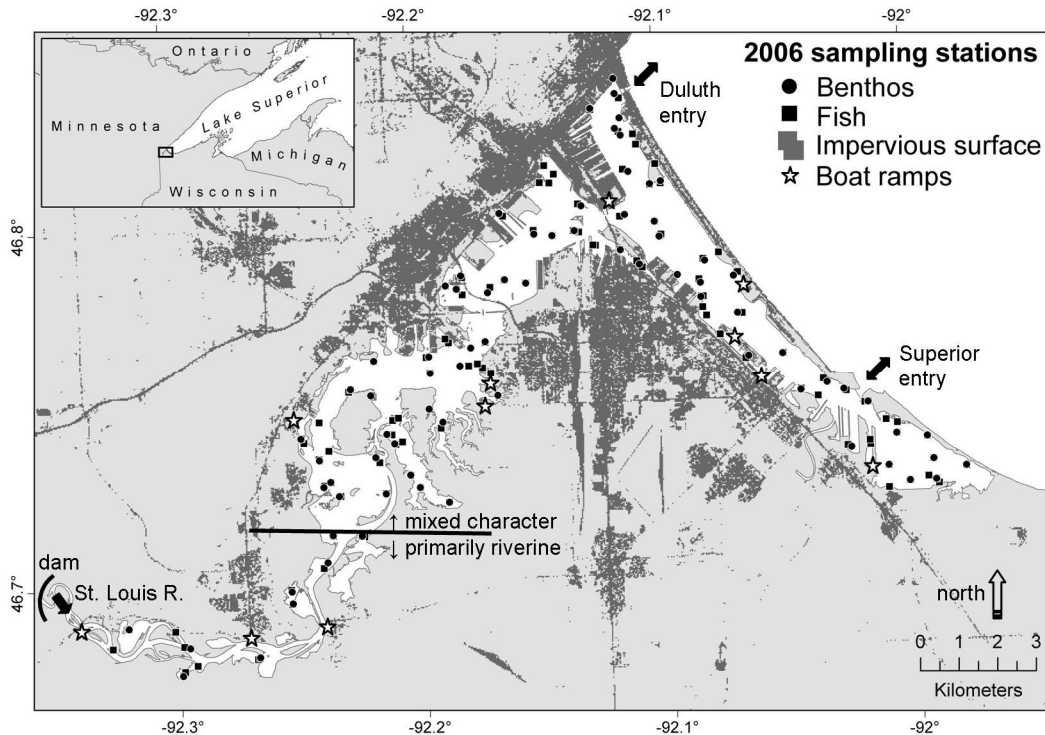 -92.3°
-92.2°
-92.1°
-92°
Ontario
Lake Superior
Minnesota
Michigan
Wisconsin
Duluth
entry
2006 sampling stations
Benthos
Fish
Impervious surface
Boat ramps
46.8°
Superior
entry
↑ mixed character
↓ primarily riverine
dam
St. Louis R.
46.7°
north
0 1 2 3
Kilometers
-92.3°
-92.2°
-92.1°
-92°